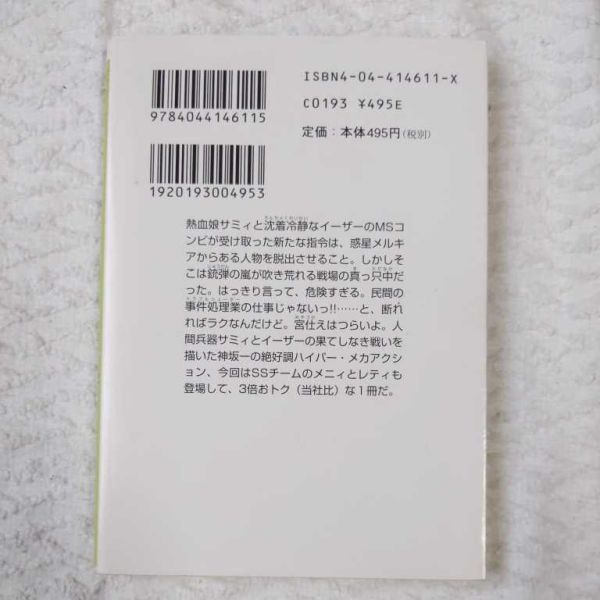 ISBN4-04-414611-X
C0193 ¥495E
定価：本体495円(税別)
9784044146115
1920193004953
熱血娘サミィと沈着冷静なイーザーのMSコ
ンビが受け取った新たな指令は、惑星メルキ
アからある人物を脱出させること。しかしそ
こは銃弾の嵐が吹き荒れる戦場の真っ只中だ
った。はっきり言って、危険すぎる。民間の
事件処理業の仕事じゃないっ!!……と、断れ
ればラクなんだけど。宮仕えはつらいよ。人
間兵器サミィとイーザーの果てしなき戦いを
描いた神坂一の絶好調ハイパー・メカアクシ
ョン、今回はSSチームのメニィとレティも
登場して、3倍おトク（当社比）な1冊だ。